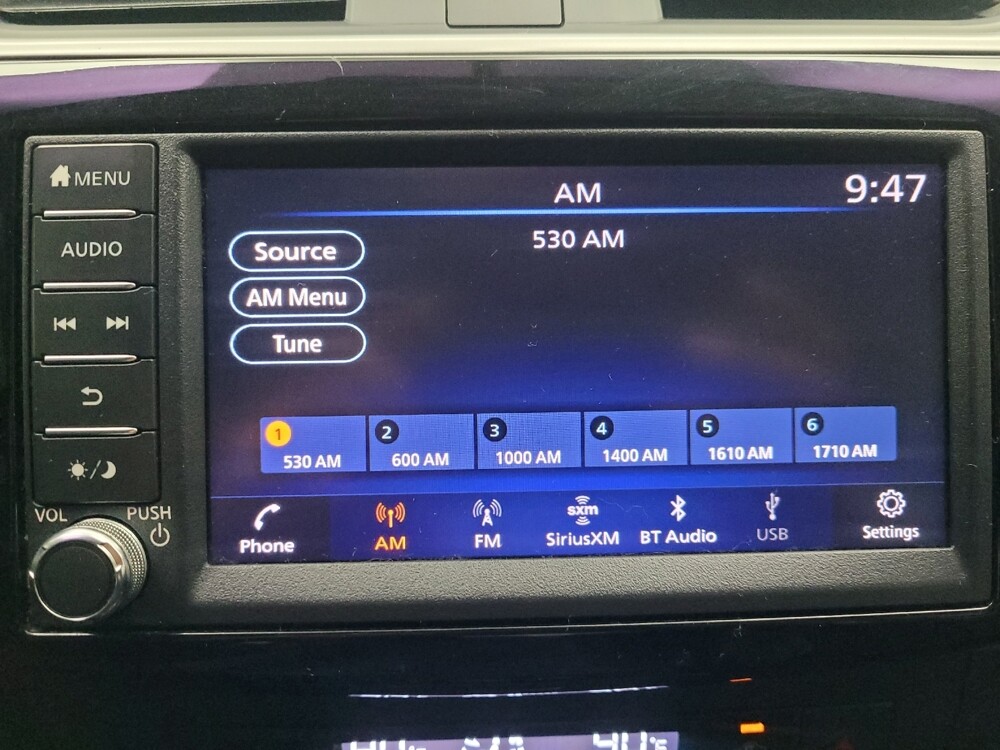 MENU
AUDIO
VOL
PUSH
AM
9:47
530 AM
Source
AM Menu
Tune
1
530 AM
2
600 AM
3
1000 AM
4
1400 AM
5
1610 AM
6
1710 AM
Phone
AM
FM
sxm
SiriusXM
BT Audio
USB
Settings